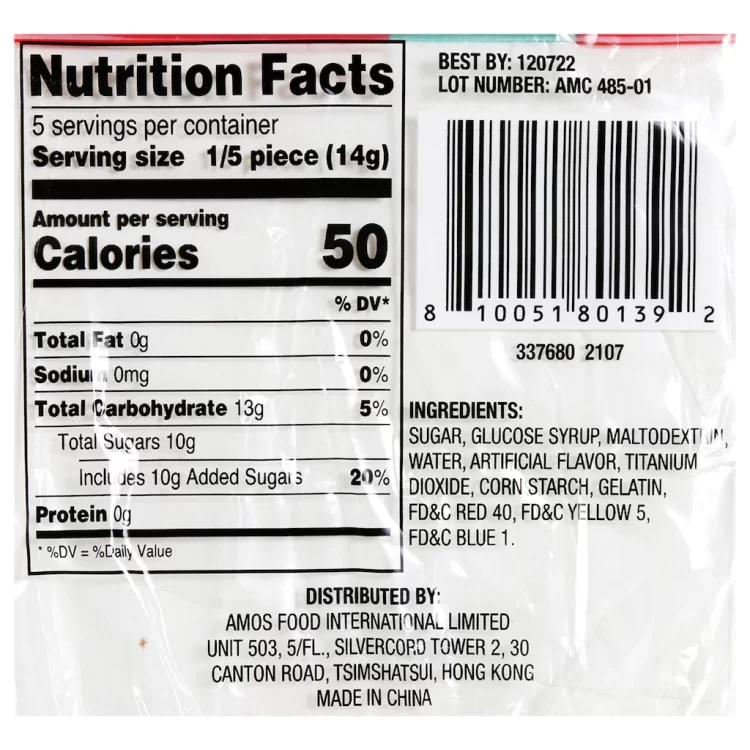 Nutrition Facts
5 servings per container
Serving size 1/5 piece (14g)
Amount per serving
Calories 50
% DV*
Total Fat 0g 0%
Sodium 0mg 0%
Total Carbohydrate 13g 5%
Total Sugars 10g
Includes 10g Added Sugars 20%
Protein 0g
* %DV = %Daily Value
BEST BY: 120722
LOT NUMBER: AMC 485-01
8 10051 80139 2
337680 2107
INGREDIENTS:
SUGAR, GLUCOSE SYRUP, MALTODEXTRIN,
WATER, ARTIFICIAL FLAVOR, TITANIUM
DIOXIDE, CORN STARCH, GELATIN,
FD&C RED 40, FD&C YELLOW 5,
FD&C BLUE 1.
DISTRIBUTED BY:
AMOS FOOD INTERNATIONAL LIMITED
UNIT 503, 5/FL., SILVERCORD TOWER 2, 30
CANTON ROAD, TSIMSHATSUI, HONG KONG
MADE IN CHINA